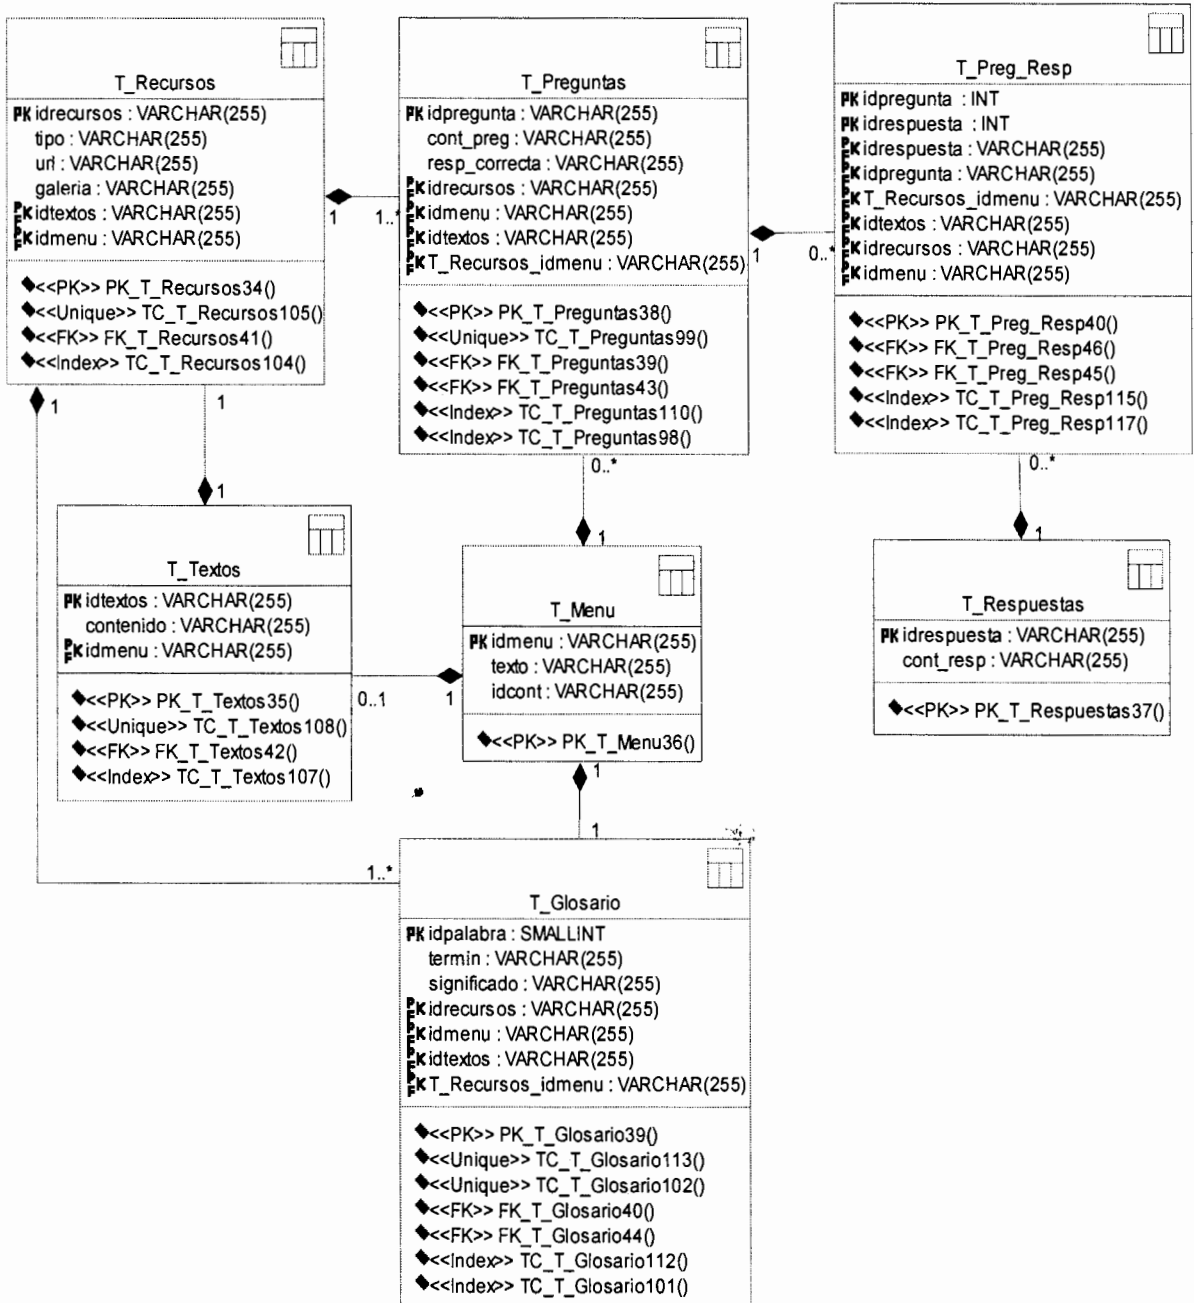 T_Recursos
PK idrecursos : VARCHAR(255)
tipo : VARCHAR(255)
url : VARCHAR(255)
galeria : VARCHAR(255)
PFK idtextos : VARCHAR(255)
PFK idmenu : VARCHAR(255)
<<PK>> PK_T_Recursos34()
<<Unique>> TC_T_Recursos105()
<<FK>> FK_T_Recursos41()
<<Index>> TC_T_Recursos104()
1
1..*
1
1
1
T_Preguntas
PK idpregunta : VARCHAR(255)
cont_preg : VARCHAR(255)
resp_correcta : VARCHAR(255)
PFK idrecursos : VARCHAR(255)
PFK idmenu : VARCHAR(255)
PFK idtextos : VARCHAR(255)
PFK T_Recursos_idmenu : VARCHAR(255)
<<PK>> PK_T_Preguntas38()
<<Unique>> TC_T_Preguntas99()
<<FK>> FK_T_Preguntas39()
<<FK>> FK_T_Preguntas43()
<<Index>> TC_T_Preguntas110()
<<Index>> TC_T_Preguntas98()
1
0..*
0..*
1
T_Preg_Resp
PK idpregunta : INT
PK idrespuesta : INT
PFK idrespuesta : VARCHAR(255)
PFK idpregunta : VARCHAR(255)
PFK T_Recursos_idmenu : VARCHAR(255)
PFK idtextos : VARCHAR(255)
PFK idrecursos : VARCHAR(255)
PFK idmenu : VARCHAR(255)
<<PK>> PK_T_Preg_Resp40()
<<FK>> FK_T_Preg_Resp46()
<<FK>> FK_T_Preg_Resp45()
<<Index>> TC_T_Preg_Resp115()
<<Index>> TC_T_Preg_Resp117()
0..*
1
T_Textos
PK idtextos : VARCHAR(255)
contenido : VARCHAR(255)
PFK idmenu : VARCHAR(255)
<<PK>> PK_T_Textos35()
<<Unique>> TC_T_Textos108()
<<FK>> FK_T_Textos42()
<<Index>> TC_T_Textos107()
0..1
1
T_Menu
PK idmenu : VARCHAR(255)
texto : VARCHAR(255)
idcont : VARCHAR(255)
<<PK>> PK_T_Menu36()
1
1
T_Respuestas
PK idrespuesta : VARCHAR(255)
cont_resp : VARCHAR(255)
<<PK>> PK_T_Respuestas37()
1..*
T_Glosario
PK idpalabra : SMALLINT
termin : VARCHAR(255)
significado : VARCHAR(255)
PFK idrecursos : VARCHAR(255)
PFK idmenu : VARCHAR(255)
PFK idtextos : VARCHAR(255)
PFK T_Recursos_idmenu : VARCHAR(255)
<<PK>> PK_T_Glosario39()
<<Unique>> TC_T_Glosario113()
<<Unique>> TC_T_Glosario102()
<<FK>> FK_T_Glosario40()
<<FK>> FK_T_Glosario44()
<<Index>> TC_T_Glosario112()
<<Index>> TC_T_Glosario101()